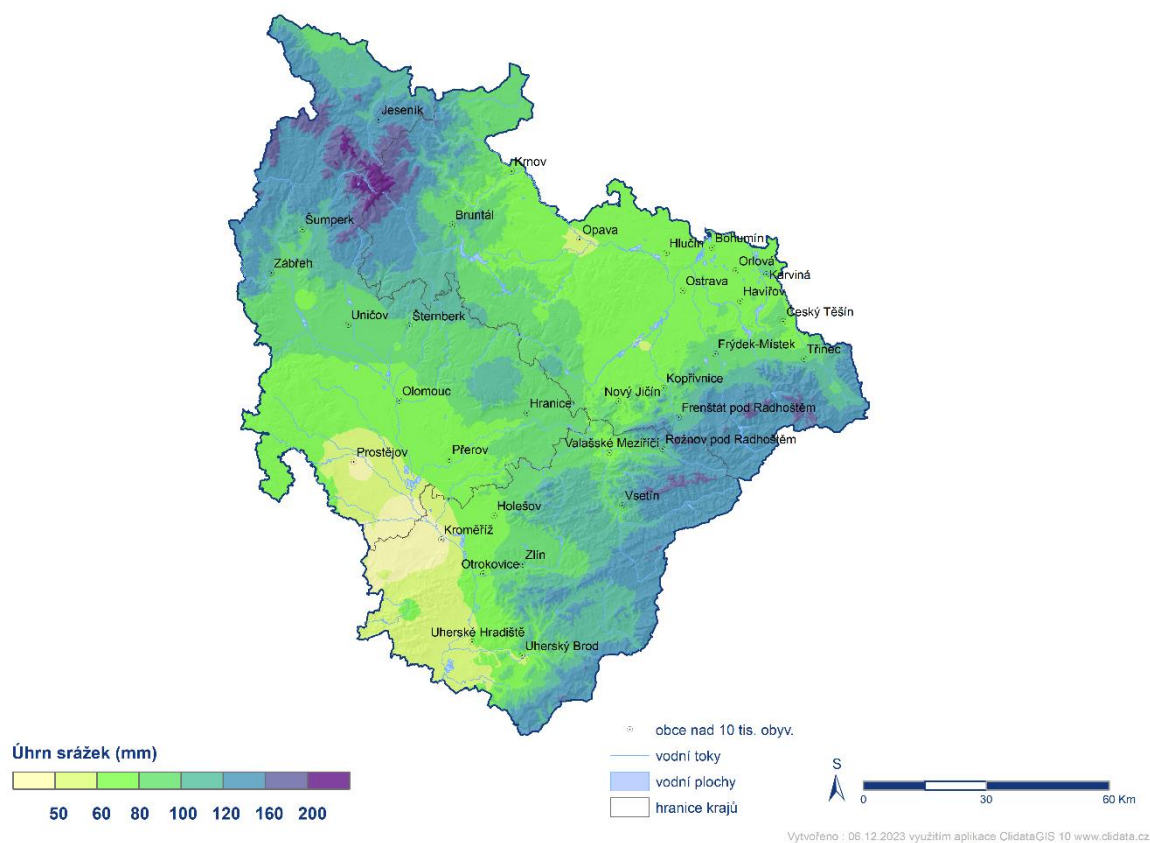 Jeseník
Krnov
Šumperk
Bruntál
Opava
Hlučín
Bohumín
Zábřeh
Orlová
Karviná
Ostrava
Havířov
Uničov
Šternberk
Český Těšín
Frýdek-Místek
Třinec
Kopřivnice
Olomouc
Nový Jičín
Hranice
Frenštát pod Radhoštěm
Valašské Meziříčí
Rožnov pod Radhoštěm
Přerov
Prostějov
Vsetín
Holešov
Kroměříž
Zlín
Otrokovice
Uherské Hradiště
Uherský Brod
Úhrn srážek (mm)
50 60 80 100 120 160 200
obce nad 10 tis. obyv.
vodní toky
vodní plochy
hranice krajů
S
0 30 60 Km
Vytvořeno : 06.12.2023 využitím aplikace ClidataGIS 10 www.clidata.cz